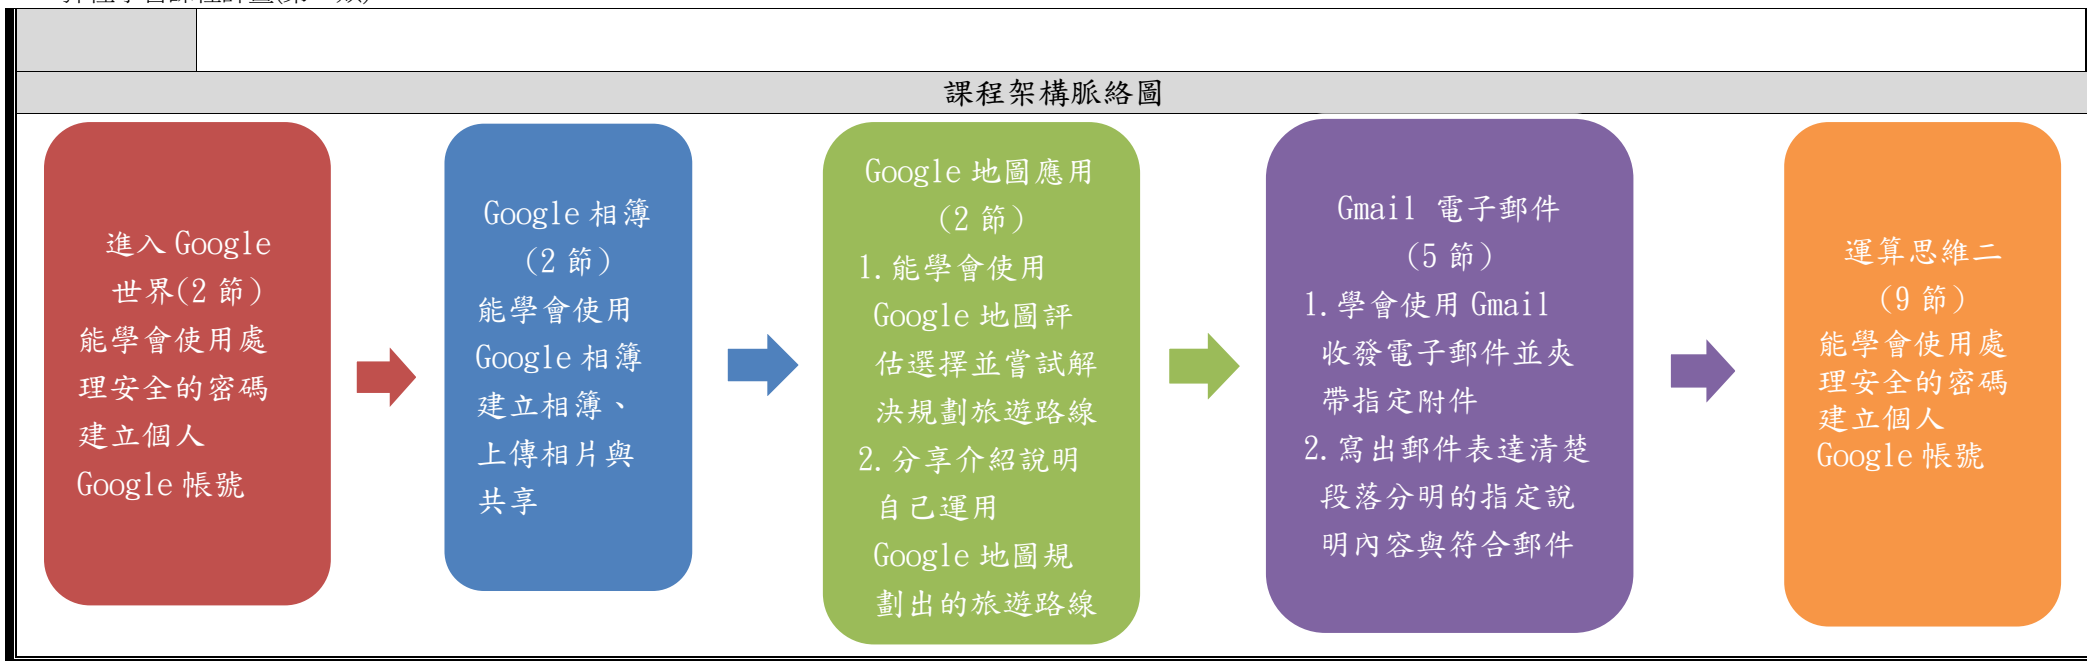 課程架構脈絡圖
進入 Google
世界(2 節)
能學會使用處
理安全的密碼
建立個人
Google 帳號
Google 相簿
(2 節)
能學會使用
Google 相簿
建立相簿、
上傳相片與
共享
Google 地圖應用
(2 節)
1.能學會使用
Google 地圖評
估選擇並嘗試解
決規劃旅遊路線
2.分享介紹說明
自己運用
Google 地圖規
劃出的旅遊路線
Gmail 電子郵件
(5 節)
1.學會使用 Gmail
收發電子郵件並夾
帶指定附件
2.寫出郵件表達清楚
段落分明的指定說
明內容與符合郵件
運算思維二
(9 節)
能學會使用處
理安全的密碼
建立個人
Google 帳號